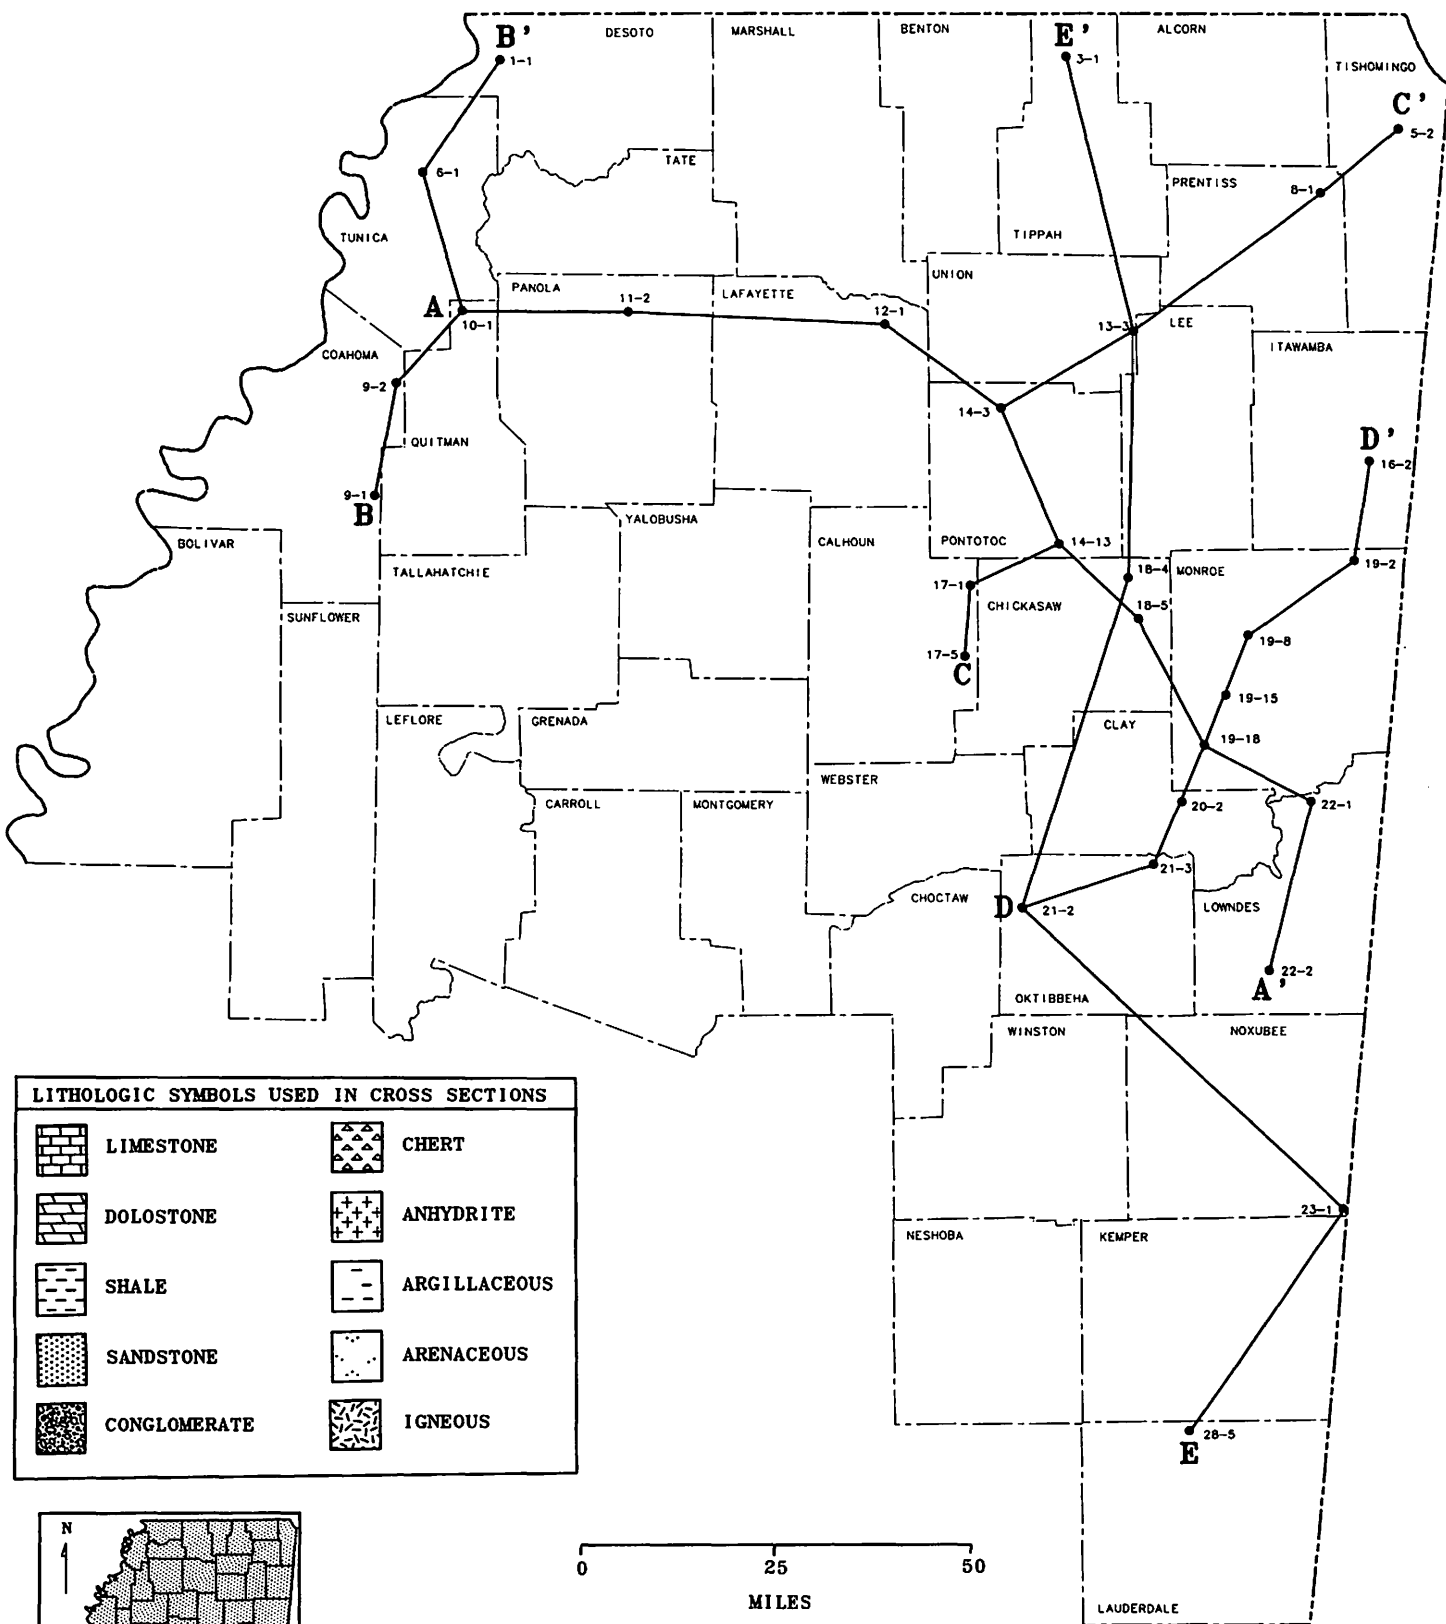 B'
1-1
DESOTO
MARSHALL
BENTON
E'
3-1
ALCORN
TISHOMINGO
C'
5-2
6-1
TATE
PRENTISS
8-1
TUNICA
TIPPAH
UNION
PANOLA
LAFAYETTE
A
10-1
11-2
12-1
13-3
LEE
ITAWAMBA
COAHOMA
9-2
14-3
QUITMAN
D'
16-2
9-1
B
YALOBUSHA
CALHOUN
PONTOTOC
14-13
BOLIVAR
TALLAHATCHIE
18-4
MONROE
19-2
17-1
CHICKASAW
SUNFLOWER
18-5
19-8
17-5
C
19-15
LEFLORE
GRENADA
CLAY
19-18
WEBSTER
CARROLL
MONTGOMERY
20-2
22-1
21-3
CHOCTAW
D
21-2
LOWNDES
22-2
A'
OKTIBBEHA
WINSTON
NOXUBEE
23-1
NESHOBA
KEMPER
28-5
E
LAUDERDALE
LITHOLOGIC SYMBOLS USED IN CROSS SECTIONS
LIMESTONE
CHERT
DOLOSTONE
ANHYDRITE
SHALE
ARGILLACEOUS
SANDSTONE
ARENACEOUS
CONGLOMERATE
IGNEOUS
N
0 25 50
MILES